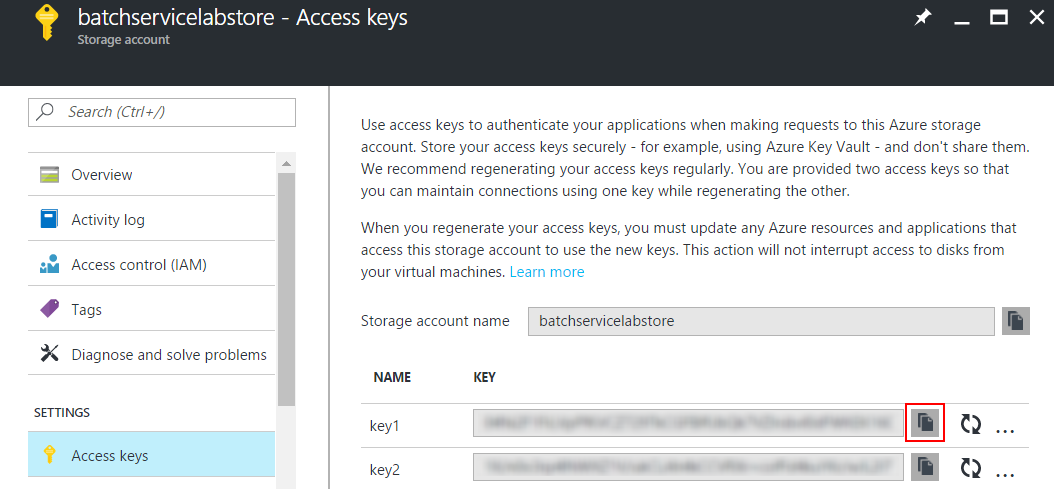 batchservicelabstore - Access keys
Storage account
Search (Ctrl+/)
Overview
Activity log
Access control (IAM)
Tags
Diagnose and solve problems
SETTINGS
Access keys
Use access keys to authenticate your applications when making requests to this Azure storage
account. Store your access keys securely - for example, using Azure Key Vault - and don't share them.
We recommend regenerating your access keys regularly. You are provided two access keys so that
you can maintain connections using one key while regenerating the other.
When you regenerate your access keys, you must update any Azure resources and applications that
access this storage account to use the new keys. This action will not interrupt access to disks from
your virtual machines. Learn more
Storage account name batchservicelabstore
NAME KEY
key1
key2